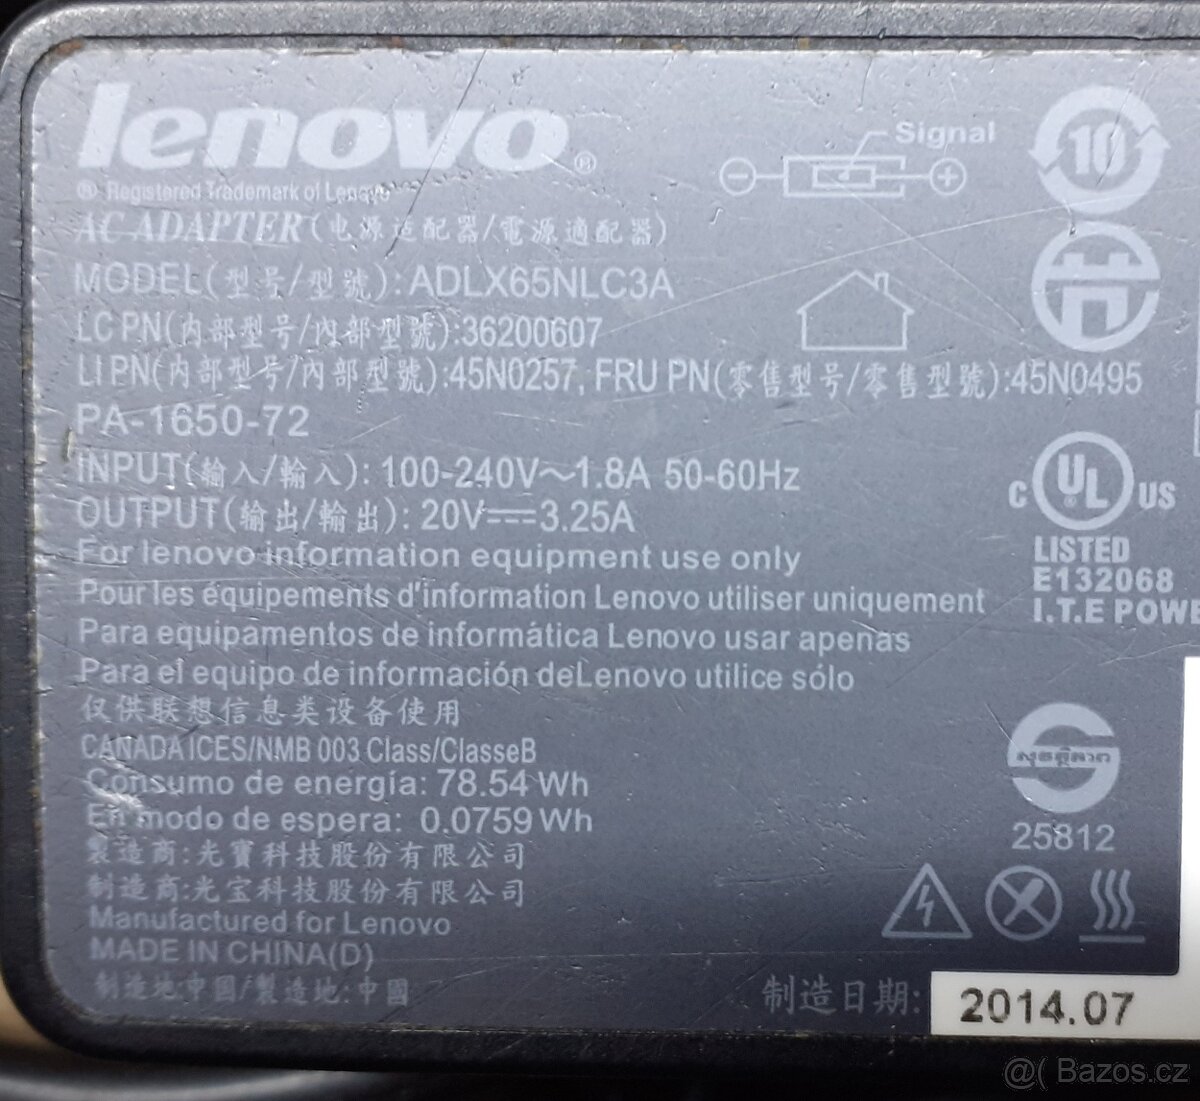 lenovo®
® Registered Trademark of Lenovo
Signal
10
AC ADAPTER(电源适配器/電源適配器)
MODEL(型号/型號):ADLX65NLC3A
LC PN(内部型号/內部型號):36200607
LI PN(内部型号/內部型號):45N0257, FRU PN(零售型号/零售型號):45N0495
PA-1650-72
INPUT(输入/輸入): 100-240V～1.8A 50-60Hz
OUTPUT(输出/輸出): 20V⎓3.25A
C UL ® US
LISTED
E132068
I.T.E POWE
For lenovo information equipment use only
Pour les équipements d'information Lenovo utiliser uniquement
Para equipamentos de informática Lenovo usar apenas
Para el equipo de información deLenovo utilice sólo
仅供联想信息类设备使用
CANADA ICES/NMB 003 Class/ClasseB
Consumo de energía: 78.54 Wh
En modo de espera: 0.0759 Wh
25812
製造商:光寶科技股份有限公司
制造商:光宝科技股份有限公司
Manufactured for Lenovo
MADE IN CHINA(D)
制造地:中国/製造地:中國
制造日期: 2014.07
@( Bazos.cz